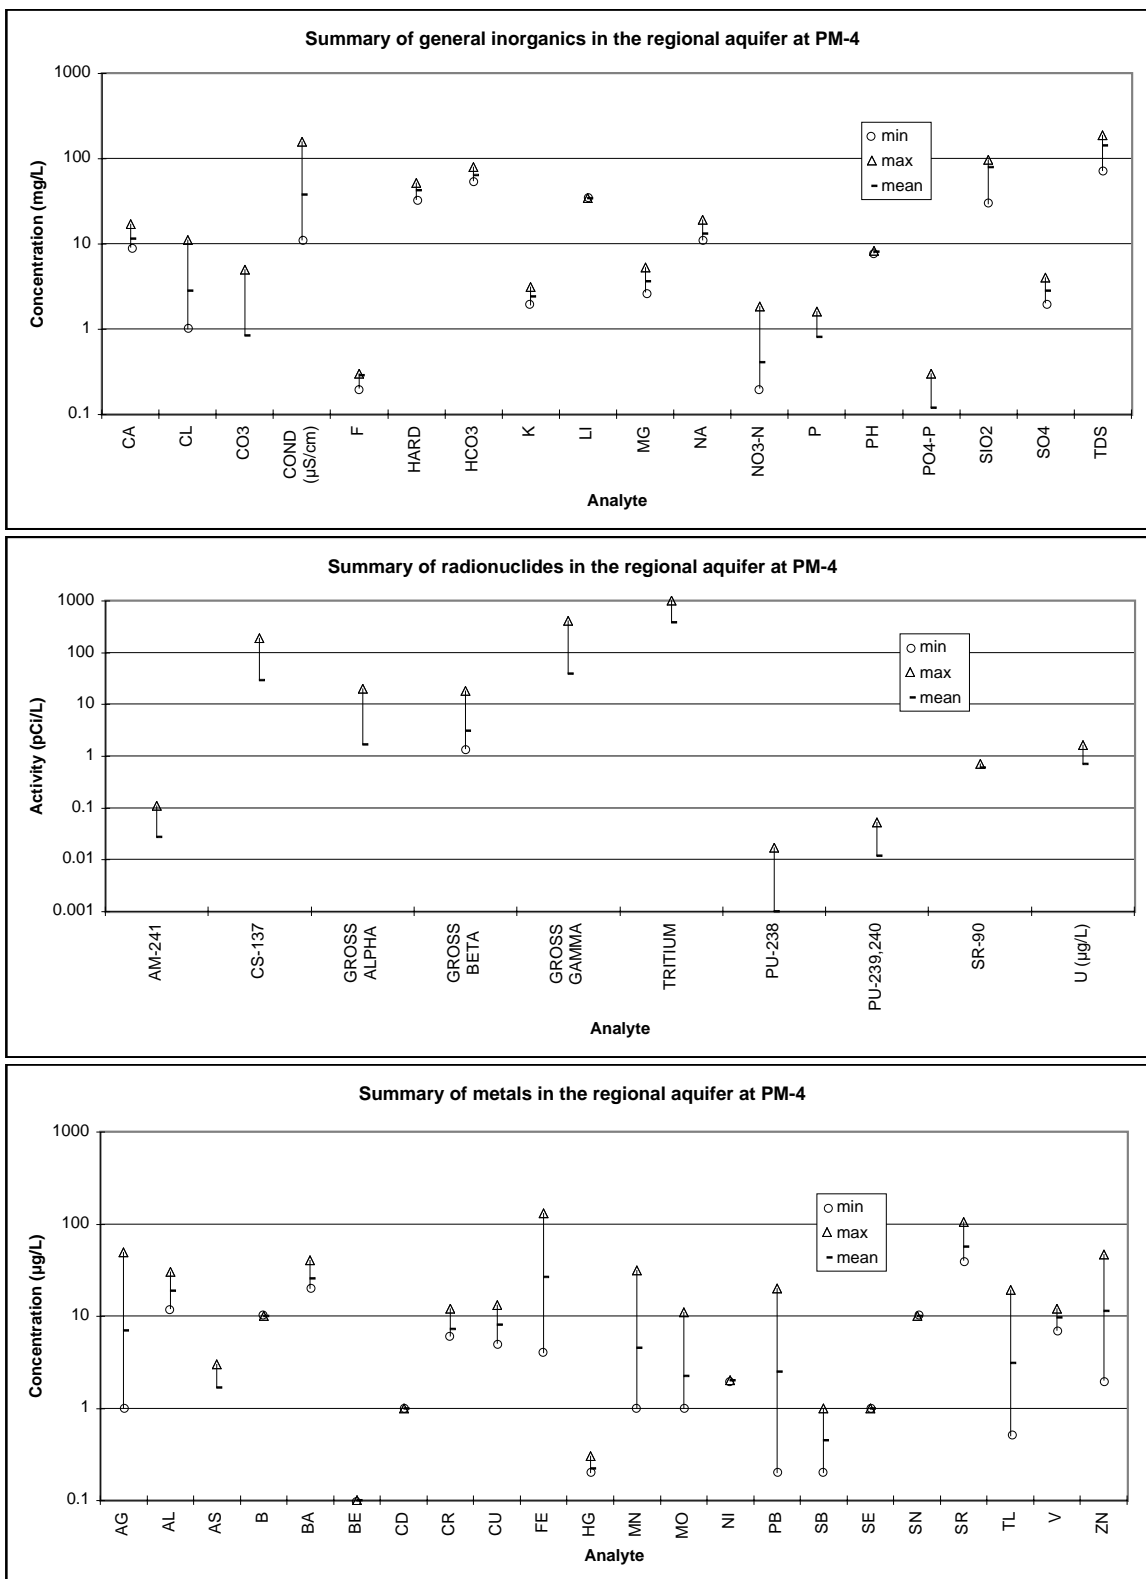 Summary of general inorganics in the regional aquifer at PM-4
Concentration (mg/L)
1000
100
10
1
0.1
min
max
mean
CA
CL
CO3
COND
(µS/cm)
F
HARD
HCO3
K
LI
MG
NA
NO3-N
P
PH
PO4-P
SIO2
SO4
TDS
Analyte
Summary of radionuclides in the regional aquifer at PM-4
Activity (pCi/L)
1000
100
10
1
0.1
0.01
0.001
min
max
mean
AM-241
CS-137
GROSS
ALPHA
GROSS
BETA
GROSS
GAMMA
TRITIUM
PU-238
PU-239,240
SR-90
U (µg/L)
Analyte
Summary of metals in the regional aquifer at PM-4
Concentration (µg/L)
1000
100
10
1
0.1
min
max
mean
AG
AL
AS
B
BA
BE
CD
CR
CU
FE
HG
MN
MO
NI
PB
SB
SE
SN
SR
TL
V
ZN
Analyte